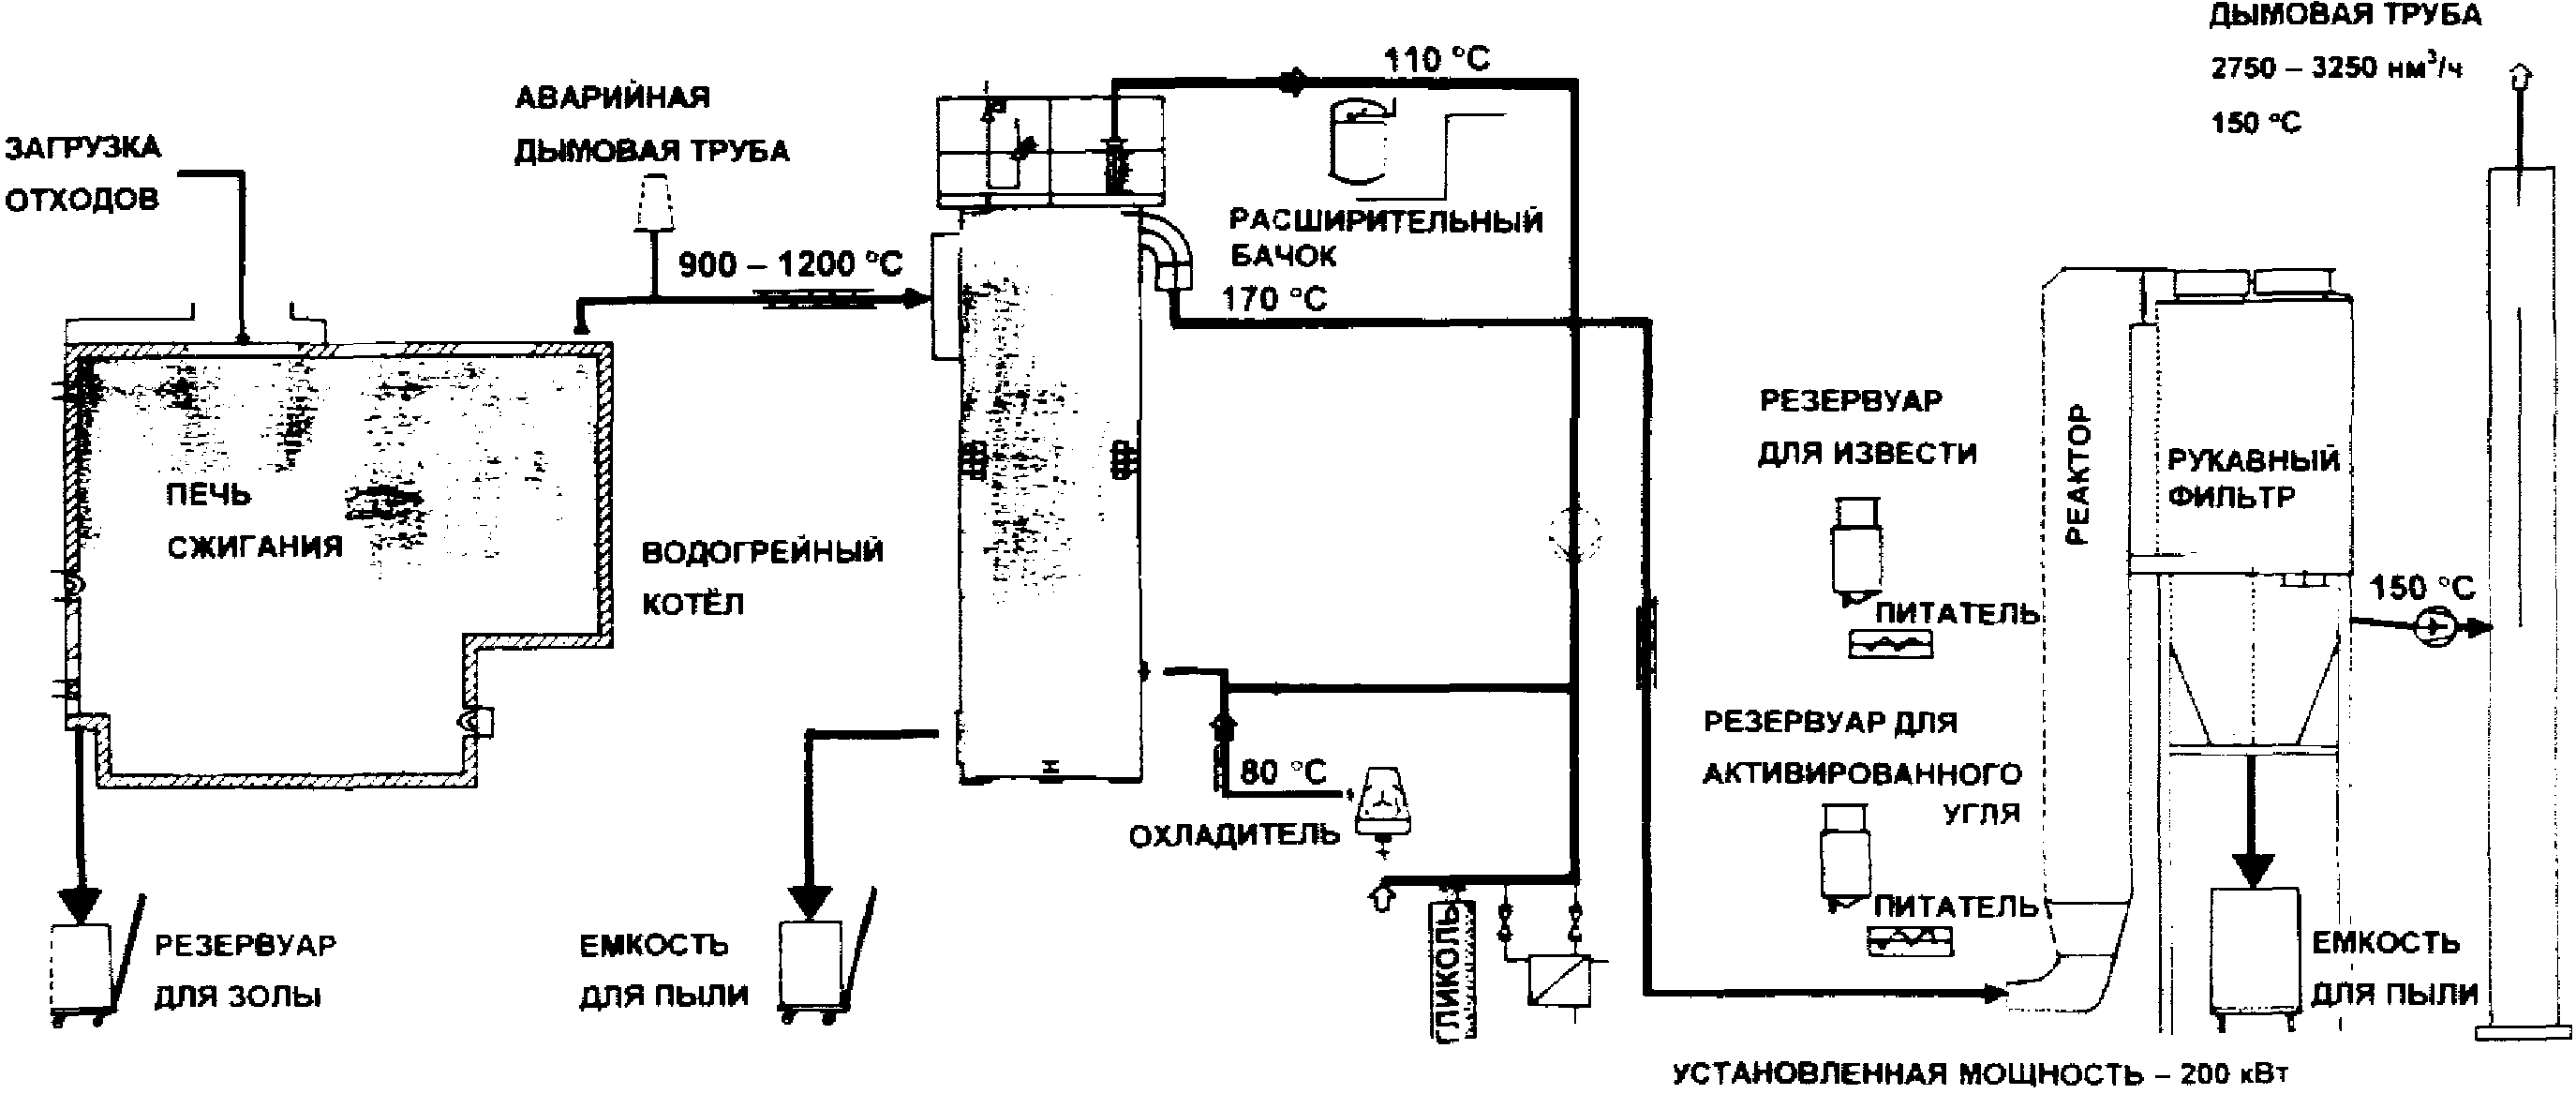 ЗАГРУЗКА
ОТХОДОВ
АВАРИЙНАЯ
ДЫМОВАЯ ТРУБА
900 – 1200 °С
110 °С
РАСШИРИТЕЛЬНЫЙ
БАЧОК
170 °С
ДЫМОВАЯ ТРУБА
2750 – 3250 нм³/ч
150 °С
ПЕЧЬ
СЖИГАНИЯ
ВОДОГРЕЙНЫЙ
КОТЁЛ
РЕЗЕРВУАР
ДЛЯ ИЗВЕСТИ
ПИТАТЕЛЬ
РЕАКТОР
РУКАВНЫЙ
ФИЛЬТР
150 °С
80 °С
ОХЛАДИТЕЛЬ
РЕЗЕРВУАР ДЛЯ
АКТИВИРОВАННОГО
УГЛЯ
ПИТАТЕЛЬ
РЕЗЕРВУАР
ДЛЯ ЗОЛЫ
ЕМКОСТЬ
ДЛЯ ПЫЛИ
ГЛИКОЛЬ
ЕМКОСТЬ
ДЛЯ ПЫЛИ
УСТАНОВЛЕННАЯ МОЩНОСТЬ – 200 кВт